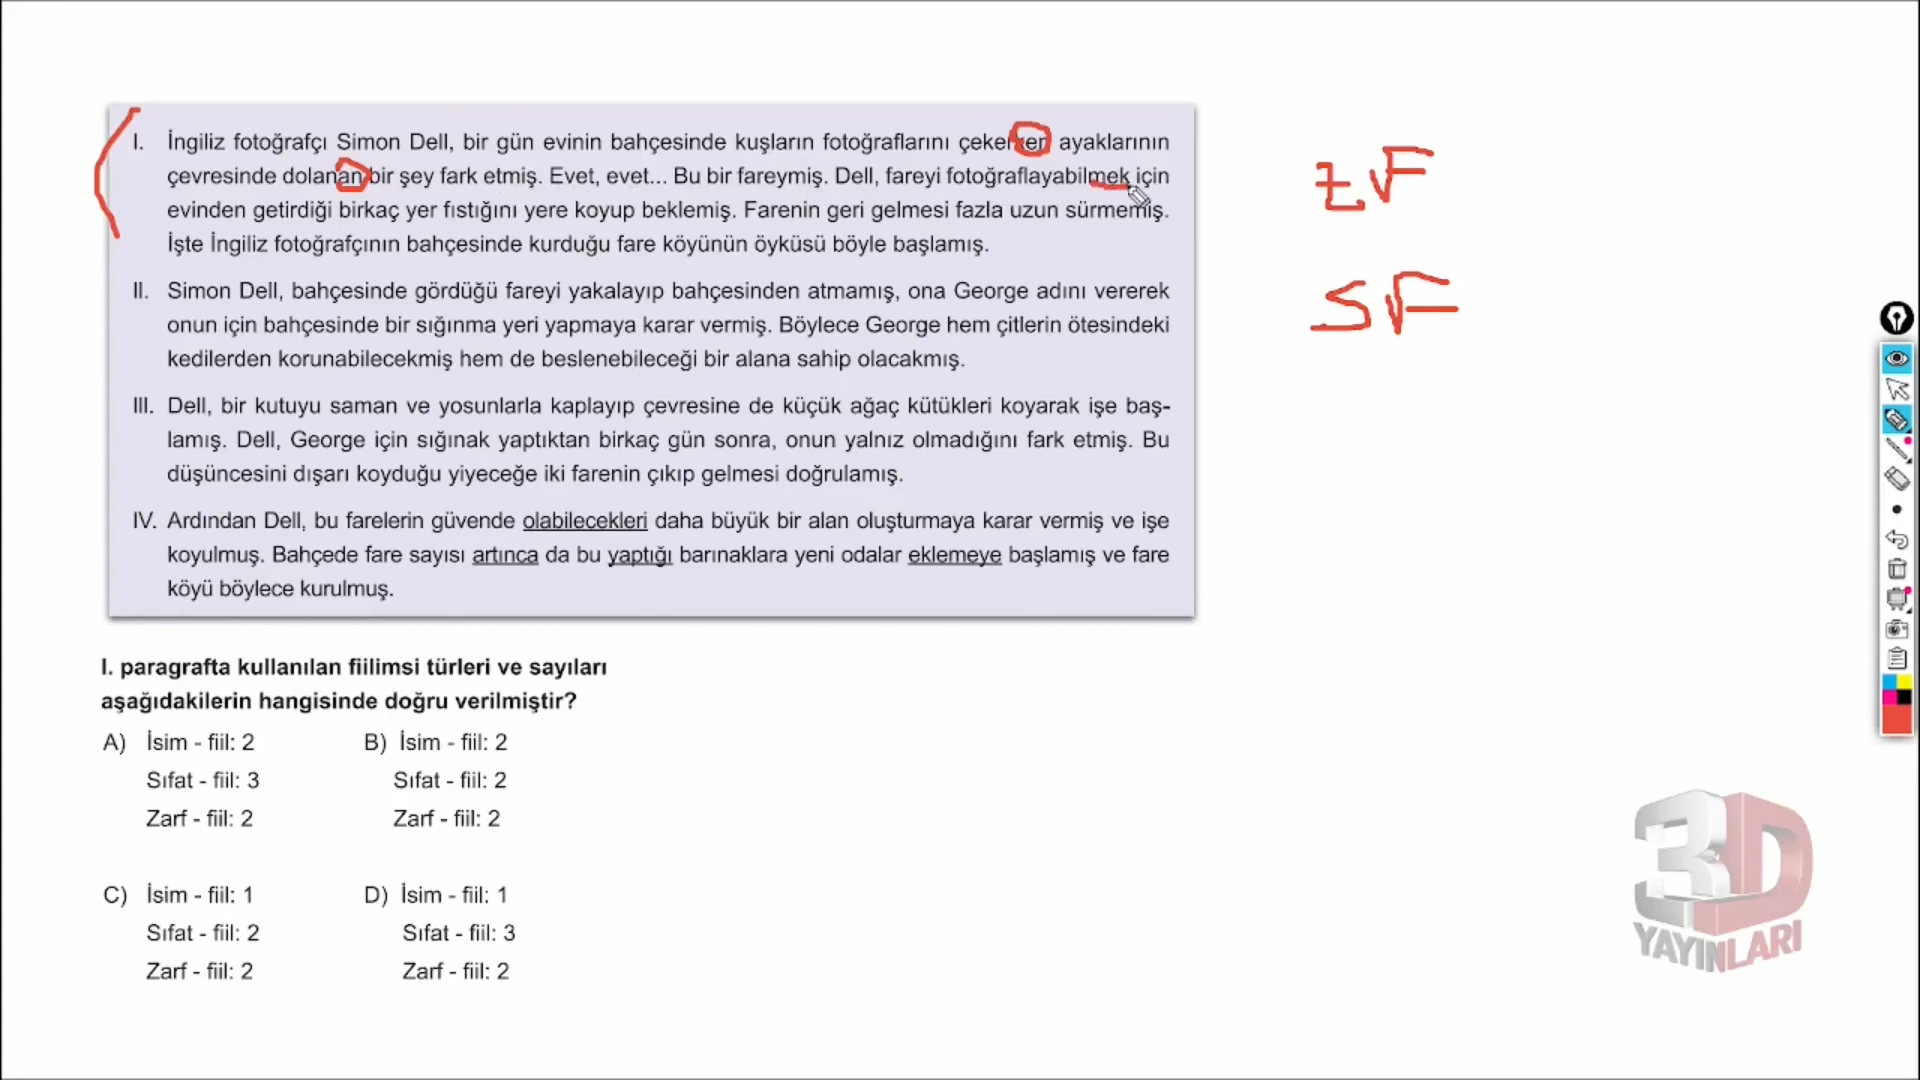 I. İngiliz fotoğrafçı Simon Dell, bir gün evinin bahçesinde kuşların fotoğraflarını çekerken ayaklarının
çevresinde dolanan bir şey fark etmiş. Evet, evet... Bu bir fareymiş. Dell, fareyi fotoğraflayabilmek için
evinden getirdiği birkaç yer fıstığını yere koyup beklemiş. Farenin geri gelmesi fazla uzun sürmemiş.
İşte İngiliz fotoğrafçının bahçesinde kurduğu fare köyünün öyküsü böyle başlamış.
II. Simon Dell, bahçesinde gördüğü fareyi yakalayıp bahçesinden atmamış, ona George adını vererek
onun için bahçesinde bir sığınma yeri yapmaya karar vermiş. Böylece George hem çitlerin ötesindeki
kedilerden korunabilecekmiş hem de beslenebileceği bir alana sahip olacakmış.
III. Dell, bir kutuyu saman ve yosunlarla kaplayıp çevresine de küçük ağaç kütükleri koyarak işe baş-
lamış. Dell, George için sığınak yaptıktan birkaç gün sonra, onun yalnız olmadığını fark etmiş. Bu
düşüncesini dışarı koyduğu yiyeceğe iki farenin çıkıp gelmesi doğrulamış.
IV. Ardından Dell, bu farelerin güvende olabilecekleri daha büyük bir alan oluşturmaya karar vermiş ve işe
koyulmuş. Bahçede fare sayısı artınca da bu yaptığı barınaklara yeni odalar eklemeye başlamış ve fare
köyü böylece kurulmuş.
ZF
SF
I. paragrafta kullanılan fiilimsi türleri ve sayıları
aşağıdakilerin hangisinde doğru verilmiştir?
A) İsim - fiil: 2
Sıfat - fiil: 3
Zarf - fiil: 2
B) İsim - fiil: 2
Sıfat - fiil: 2
Zarf - fiil: 2
C) İsim - fiil: 1
Sıfat - fiil: 2
Zarf - fiil: 2
D) İsim - fiil: 1
Sıfat - fiil: 3
Zarf - fiil: 2
3D
YAYINLARI